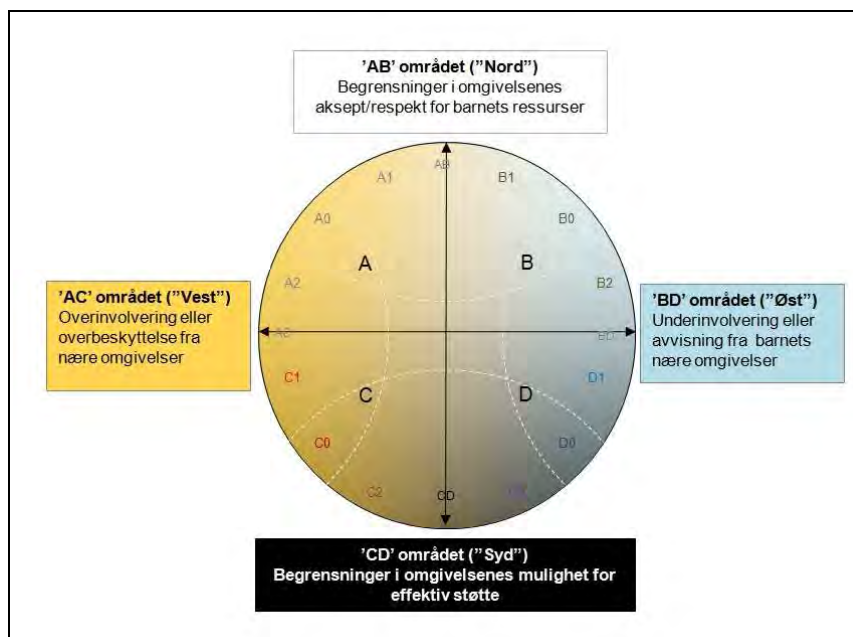 'AB' området ("Nord")
Begrensninger i omgivelsenes
aksept/respekt for barnets ressurser
AB
A1
B1
A0
B0
A
B
A2
B2
'AC' området ("Vest")
Overinvolvering eller
overbeskyttelse fra
nære omgivelser
AC
BD
'BD' området ("Øst")
Underinvolvering eller
avvisning fra barnets
nære omgivelser
C1
D1
C
D
C0
D0
C2
CD
'CD' området ("Syd")
Begrensninger i omgivelsenes mulighet for
effektiv støtte